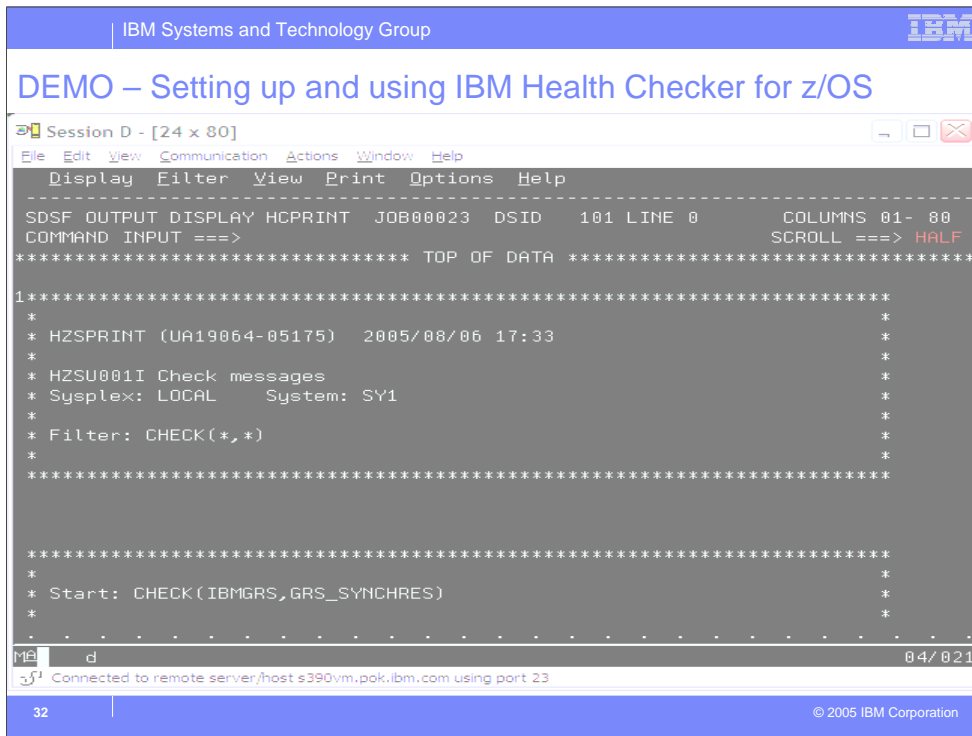 IBM Systems and Technology Group
IBM
DEMO – Setting up and using IBM Health Checker for z/OS
Session D - [24 x 80]
File Edit View Communication Actions Window Help
Display Filter View Print Options Help
--------------------------------------------------------------------------------
SDSF OUTPUT DISPLAY HCPRINT JOB00023 DSID 101 LINE 0 COLUMNS 01- 80
COMMAND INPUT ===> SCROLL ===> HALF
********************************* TOP OF DATA **********************************
1************************************************************************
* *
* HZSPRINT (UA19064-05175) 2005/08/06 17:33 *
* *
* HZSU001I Check messages *
* Sysplex: LOCAL System: SY1 *
* *
* Filter: CHECK(*,*) *
* *
************************************************************************
************************************************************************
* *
* Start: CHECK(IBMGRS,GRS_SYNCHRES) *
* *
. . . . . . . . . . . . . . . . . . . . . . . . . . .
MA d 04/021
Connected to remote server/host s390vm.pok.ibm.com using port 23
32
© 2005 IBM Corporation